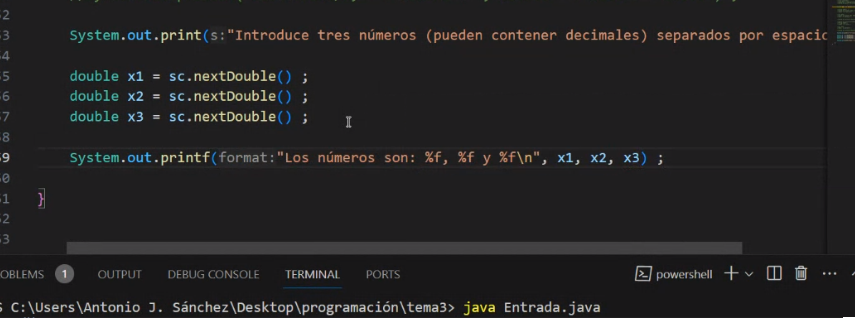 2
3 System.out.print(s:"Introduce tres números (pueden contener decimales) separados por espacio
4
5 double x1 = sc.nextDouble() ;
6 double x2 = sc.nextDouble() ;
7 double x3 = sc.nextDouble() ;
8
9 System.out.printf(format:"Los números son: %f, %f y %f\n", x1, x2, x3) ;
0
1 }
2
3
OBLEMS 1 OUTPUT DEBUG CONSOLE TERMINAL PORTS powershell
S C:\Users\Antonio J. Sánchez\Desktop\programación\tema3> java Entrada.java